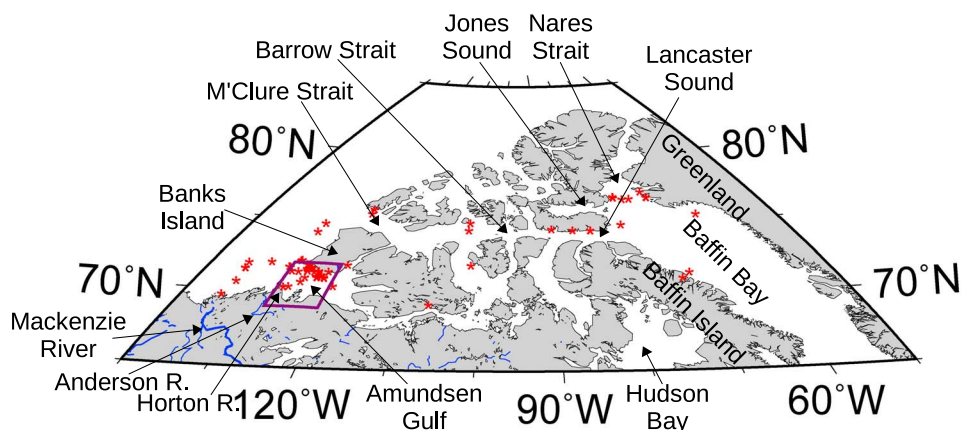 Jones
Sound
Nares
Strait
Barrow Strait
Lancaster
Sound
M'Clure Strait
80°N
80°N
Greenland
Banks
Island
Baffin Bay
70°N
70°N
Baffin Island
Mackenzie
River
Anderson R.
Horton R.
120°W
Amundsen
Gulf
90°W
Hudson
Bay
60°W